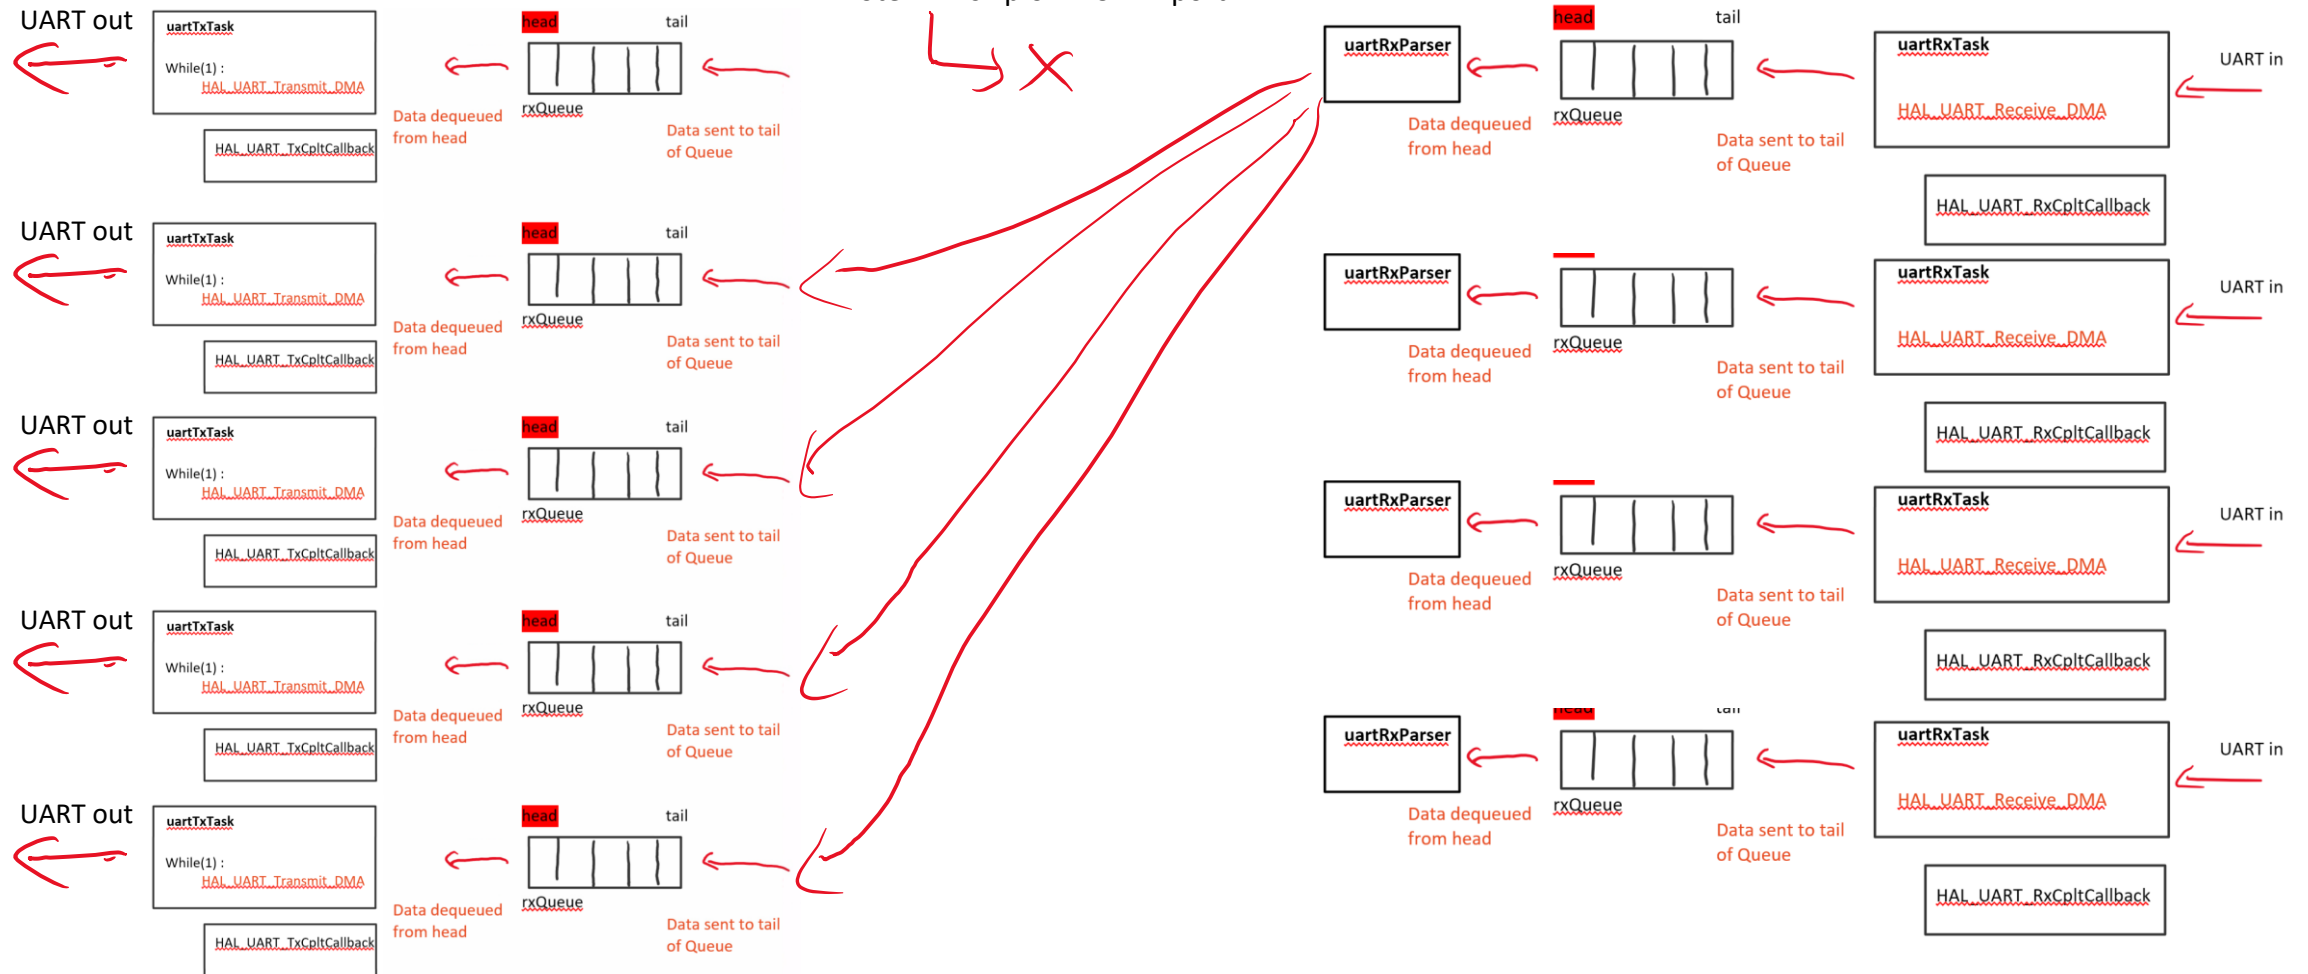 UART out
uartTxTask
While(1) :
HAL_UART_Transmit_DMA
HAL_UART_TxCpltCallback
Data dequeued
from head
head
tail
rxQueue
Data sent to tail
of Queue
X
uartRxParser
Data dequeued
from head
head
tail
rxQueue
Data sent to tail
of Queue
uartRxTask
HAL_UART_Receive_DMA
UART in
HAL_UART_RxCpltCallback
UART out
uartTxTask
While(1) :
HAL_UART_Transmit_DMA
HAL_UART_TxCpltCallback
Data dequeued
from head
head
tail
rxQueue
Data sent to tail
of Queue
uartRxParser
Data dequeued
from head
rxQueue
Data sent to tail
of Queue
uartRxTask
HAL_UART_Receive_DMA
UART in
HAL_UART_RxCpltCallback
UART out
uartTxTask
While(1) :
HAL_UART_Transmit_DMA
HAL_UART_TxCpltCallback
Data dequeued
from head
head
tail
rxQueue
Data sent to tail
of Queue
uartRxParser
Data dequeued
from head
rxQueue
Data sent to tail
of Queue
uartRxTask
HAL_UART_Receive_DMA
UART in
HAL_UART_RxCpltCallback
UART out
uartTxTask
While(1) :
HAL_UART_Transmit_DMA
HAL_UART_TxCpltCallback
Data dequeued
from head
head
tail
rxQueue
Data sent to tail
of Queue
uartRxParser
Data dequeued
from head
head
tail
rxQueue
Data sent to tail
of Queue
uartRxTask
HAL_UART_Receive_DMA
UART in
HAL_UART_RxCpltCallback
UART out
uartTxTask
While(1) :
HAL_UART_Transmit_DMA
HAL_UART_TxCpltCallback
Data dequeued
from head
head
tail
rxQueue
Data sent to tail
of Queue